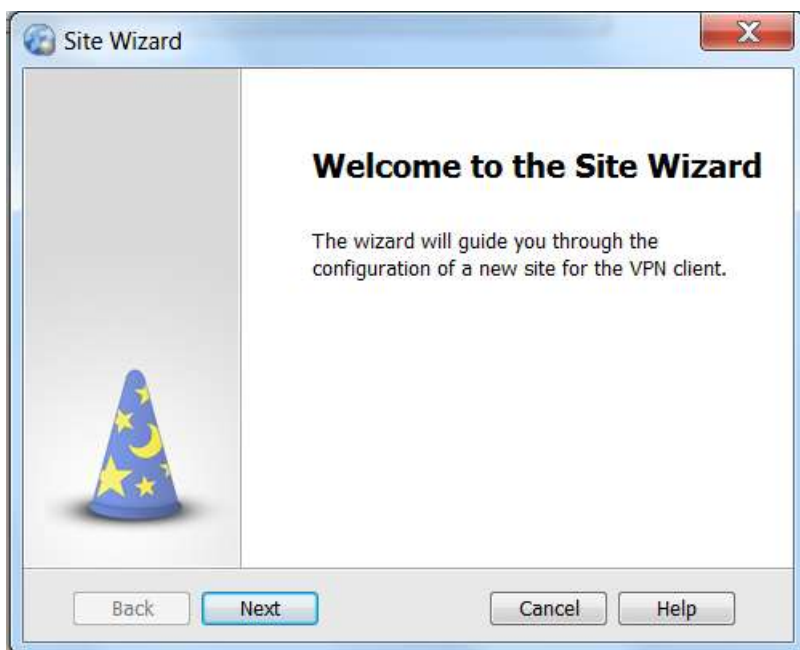 Site Wizard
Welcome to the Site Wizard
The wizard will guide you through the
configuration of a new site for the VPN client.
Back Next Cancel Help